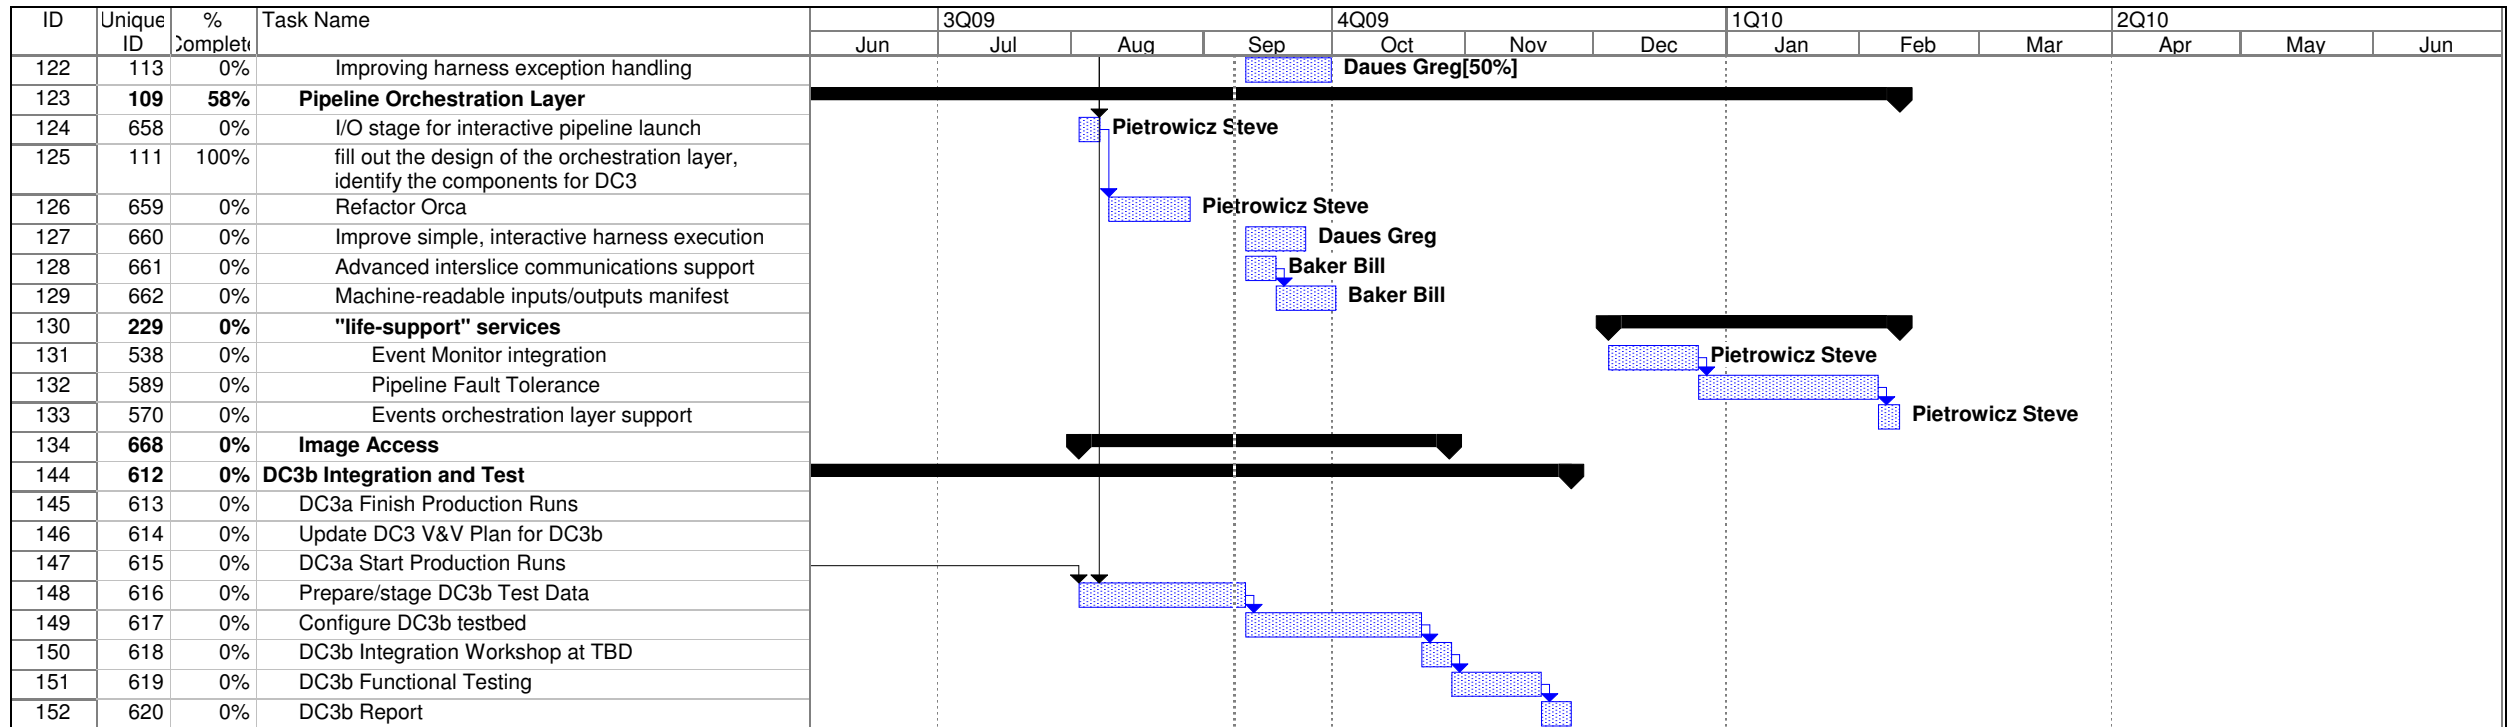 ID Unique ID % Complete Task Name 3Q09 4Q09 1Q10 2Q10
Jun Jul Aug Sep Oct Nov Dec Jan Feb Mar Apr May Jun
122 113 0% Improving harness exception handling Daues Greg[50%]
123 109 58% Pipeline Orchestration Layer
124 658 0% I/O stage for interactive pipeline launch Pietrowicz Steve
125 111 100% fill out the design of the orchestration layer,
identify the components for DC3
126 659 0% Refactor Orca Pietrowicz Steve
127 660 0% Improve simple, interactive harness execution Daues Greg
128 661 0% Advanced interslice communications support Baker Bill
129 662 0% Machine-readable inputs/outputs manifest Baker Bill
130 229 0% "life-support" services
131 538 0% Event Monitor integration Pietrowicz Steve
132 589 0% Pipeline Fault Tolerance
133 570 0% Events orchestration layer support Pietrowicz Steve
134 668 0% Image Access
144 612 0% DC3b Integration and Test
145 613 0% DC3a Finish Production Runs
146 614 0% Update DC3 V&V Plan for DC3b
147 615 0% DC3a Start Production Runs
148 616 0% Prepare/stage DC3b Test Data
149 617 0% Configure DC3b testbed
150 618 0% DC3b Integration Workshop at TBD
151 619 0% DC3b Functional Testing
152 620 0% DC3b Report